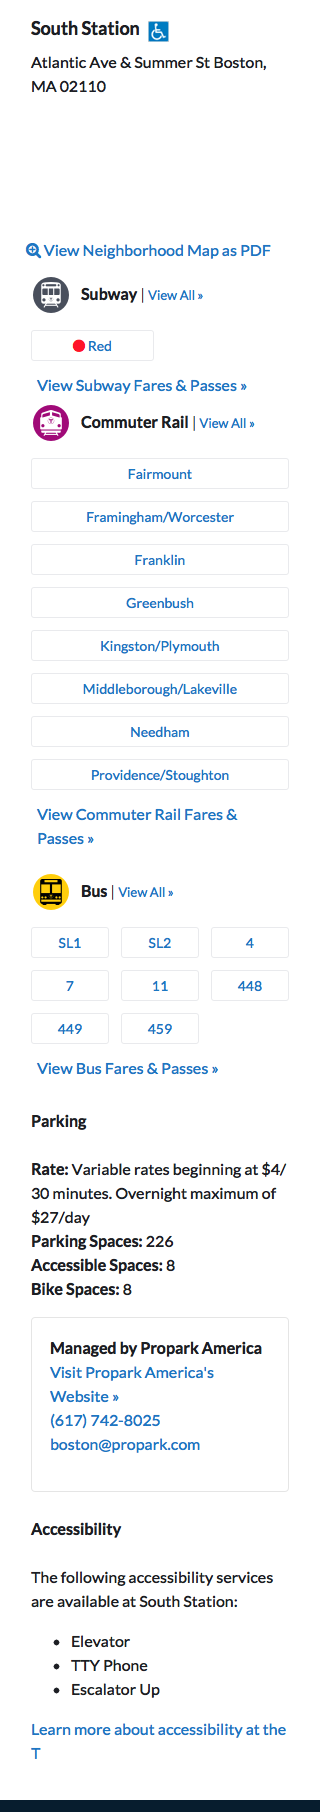 South Station
Atlantic Ave & Summer St Boston,
MA 02110
View Neighborhood Map as PDF
Subway | View All »
Red
View Subway Fares & Passes »
Commuter Rail | View All »
Fairmount
Framingham/Worcester
Franklin
Greenbush
Kingston/Plymouth
Middleborough/Lakeville
Needham
Providence/Stoughton
View Commuter Rail Fares &
Passes »
Bus | View All »
SL1 SL2 4
7 11 448
449 459
View Bus Fares & Passes »
Parking
Rate: Variable rates beginning at $4/
30 minutes. Overnight maximum of
$27/day
Parking Spaces: 226
Accessible Spaces: 8
Bike Spaces: 8
Managed by Propark America
Visit Propark America's
Website »
(617) 742-8025
boston@propark.com
Accessibility
The following accessibility services
are available at South Station:
• Elevator
• TTY Phone
• Escalator Up
Learn more about accessibility at the
T